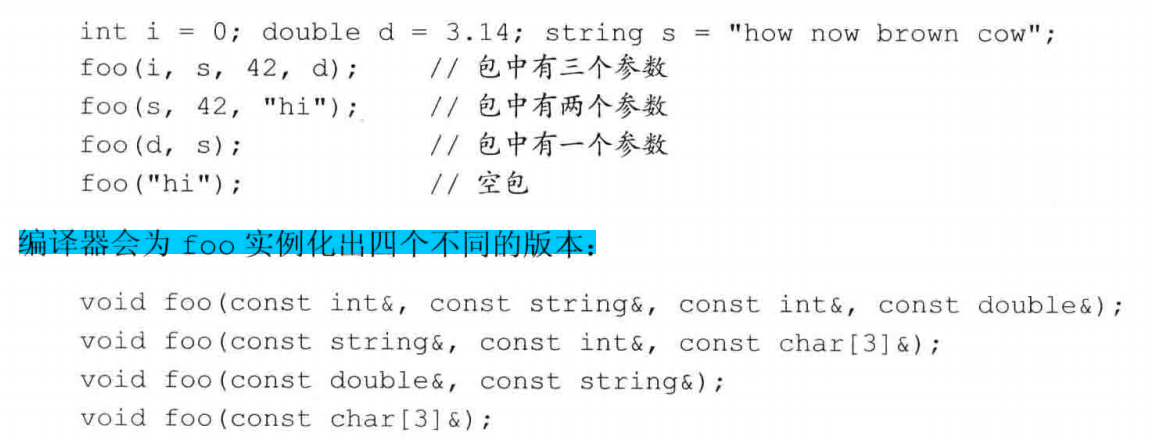 int i = 0; double d = 3.14; string s = "how now brown cow";
foo(i, s, 42, d);    // 包中有三个参数
foo(s, 42, "hi");    // 包中有两个参数
foo(d, s);           // 包中有一个参数
foo("hi");           // 空包
编译器会为 foo 实例化出四个不同的版本：
void foo(const int&, const string&, const int&, const double&);
void foo(const string&, const int&, const char[3]&);
void foo(const double&, const string&);
void foo(const char[3]&);